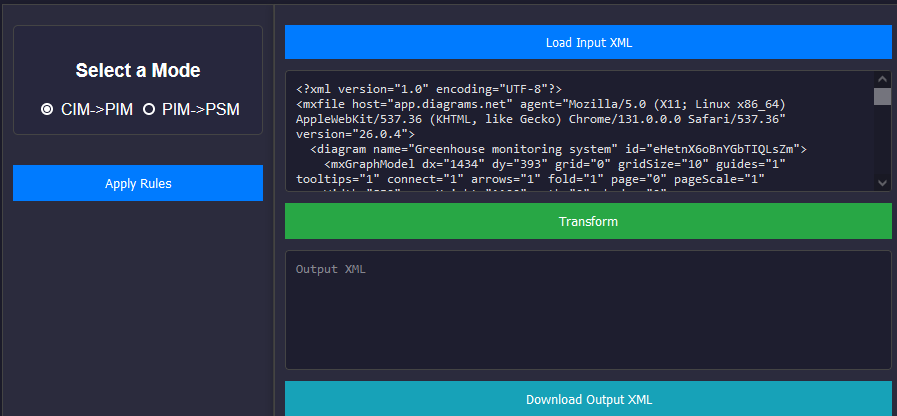 Select a Mode
CIM->PIM PIM->PSM
Apply Rules
Load Input XML
<?xml version="1.0" encoding="UTF-8"?>
<mxfile host="app.diagrams.net" agent="Mozilla/5.0 (X11; Linux x86_64)
AppleWebKit/537.36 (KHTML, like Gecko) Chrome/131.0.0.0 Safari/537.36"
version="26.0.4">
  <diagram name="Greenhouse monitoring system" id="eHetnX6oBnYGbTIQLsZm">
    <mxGraphModel dx="1434" dy="393" grid="0" gridSize="10" guides="1"
tooltips="1" connect="1" arrows="1" fold="1" page="0" pageScale="1"
Transform
Output XML
Download Output XML